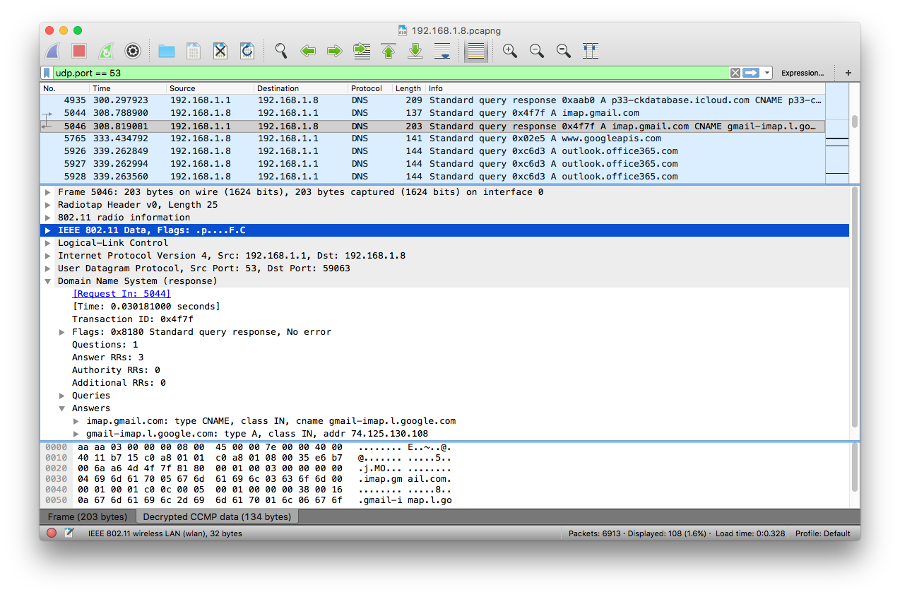 192.168.1.8.pcapng
udp.port == 53
Expression...
+
No. Time Source Destination Protocol Length Info
4935 300.297923 192.168.1.1 192.168.1.8 DNS 209 Standard query response 0xaab0 A p33-ckdatabase.icloud.com CNAME p33-c…
5044 308.788900 192.168.1.8 192.168.1.1 DNS 137 Standard query 0x4f7f A imap.gmail.com
5046 308.819081 192.168.1.1 192.168.1.8 DNS 203 Standard query response 0x4f7f A imap.gmail.com CNAME gmail-imap.l.go…
5765 333.434792 192.168.1.8 192.168.1.1 DNS 141 Standard query 0x02e5 A www.googleapis.com
5926 339.262849 192.168.1.8 192.168.1.1 DNS 144 Standard query 0xc6d3 A outlook.office365.com
5927 339.262994 192.168.1.8 192.168.1.1 DNS 144 Standard query 0xc6d3 A outlook.office365.com
5928 339.263560 192.168.1.8 192.168.1.1 DNS 144 Standard query 0xc6d3 A outlook.office365.com
Frame 5046: 203 bytes on wire (1624 bits), 203 bytes captured (1624 bits) on interface 0
Radiotap Header v0, Length 25
802.11 radio information
IEEE 802.11 Data, Flags: .p....F.C
Logical-Link Control
Internet Protocol Version 4, Src: 192.168.1.1, Dst: 192.168.1.8
User Datagram Protocol, Src Port: 53, Dst Port: 59063
Domain Name System (response)
[Request In: 5044]
[Time: 0.030181000 seconds]
Transaction ID: 0x4f7f
Flags: 0x8180 Standard query response, No error
Questions: 1
Answer RRs: 3
Authority RRs: 0
Additional RRs: 0
Queries
Answers
imap.gmail.com: type CNAME, class IN, cname gmail-imap.l.google.com
gmail-imap.l.google.com: type A, class IN, addr 74.125.130.108
0000 aa aa 03 00 00 00 08 00 45 00 00 7e 00 00 40 00 ........ E..~..@.
0010 40 11 b7 15 c0 a8 01 01 c0 a8 01 08 00 35 e6 b7 @....... .....5..
0020 00 6a a6 4d 4f 7f 81 80 00 01 00 03 00 00 00 00 .j.MO... ........
0030 04 69 6d 61 70 05 67 6d 61 69 6c 03 63 6f 6d 00 .imap.gm ail.com.
0040 00 01 00 01 c0 0c 00 05 00 01 00 00 00 38 00 16 ........ .....8..
0050 0a 67 6d 61 69 6c 2d 69 6d 61 70 01 6c 06 67 6f .gmail-i map.l.go
Frame (203 bytes) Decrypted CCMP data (134 bytes)
IEEE 802.11 wireless LAN (wlan), 32 bytes Packets: 6913 · Displayed: 108 (1.6%) · Load time: 0:0.328 Profile: Default